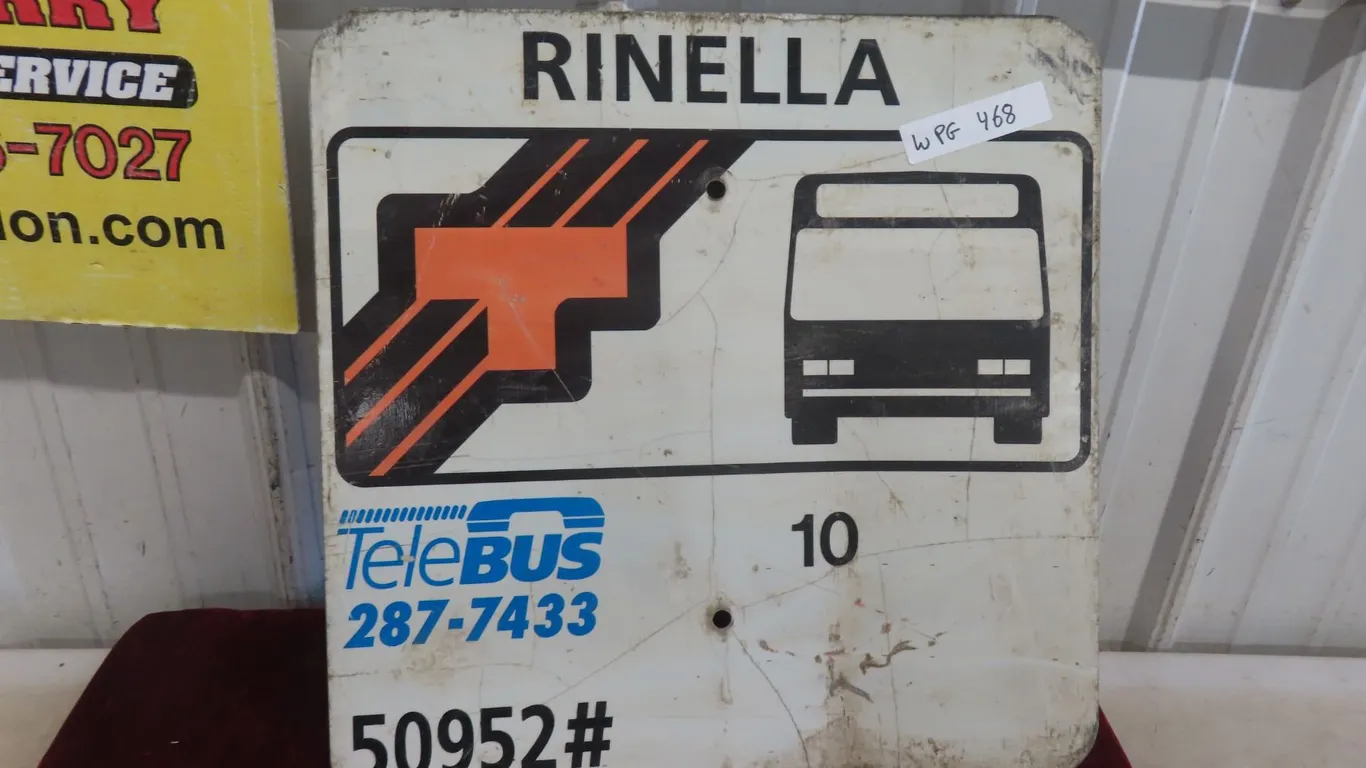 RINELLA
WPG 468
TeleBUS
287-7433
10
50952#
ERVICE
-7027
ion.com